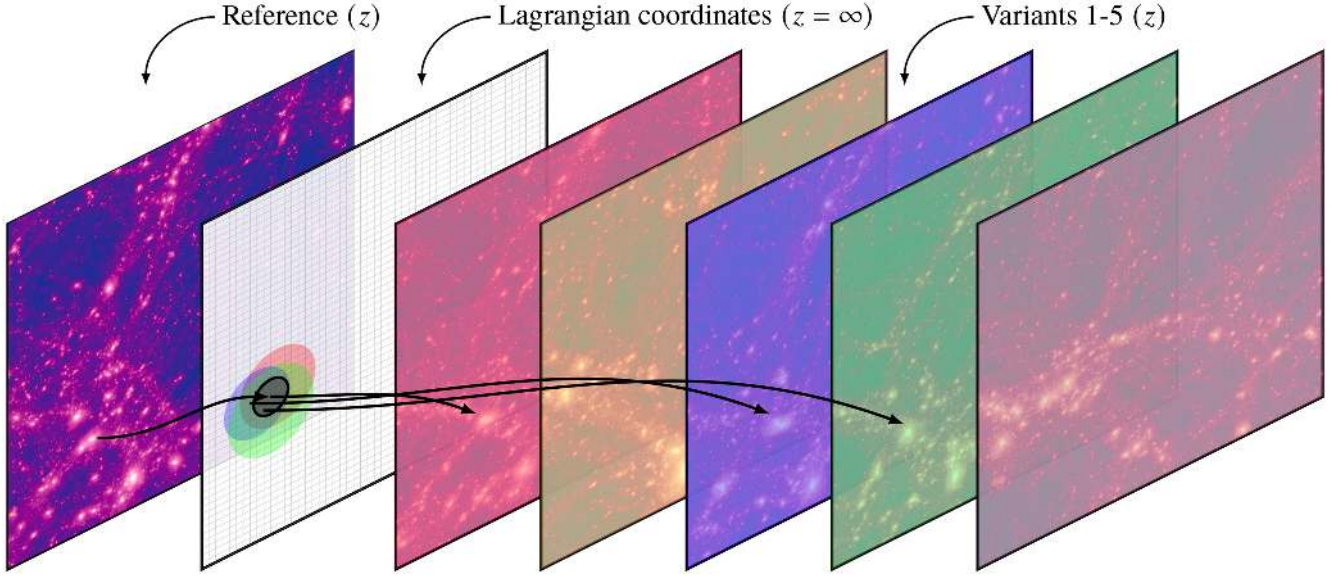 Reference (z)
Lagrangian coordinates (z = ∞)
Variants 1-5 (z)